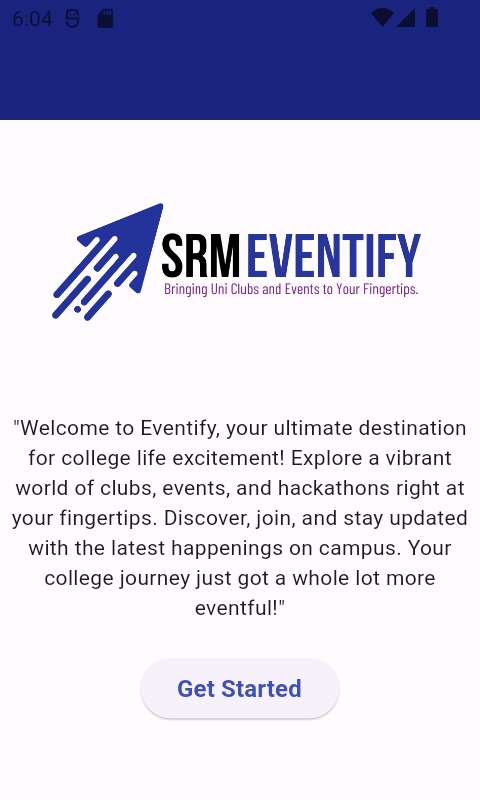 6:04
SRM EVENTIFY
Bringing Uni Clubs and Events to Your Fingertips.
"Welcome to Eventify, your ultimate destination
for college life excitement! Explore a vibrant
world of clubs, events, and hackathons right at
your fingertips. Discover, join, and stay updated
with the latest happenings on campus. Your
college journey just got a whole lot more
eventful!"
Get Started